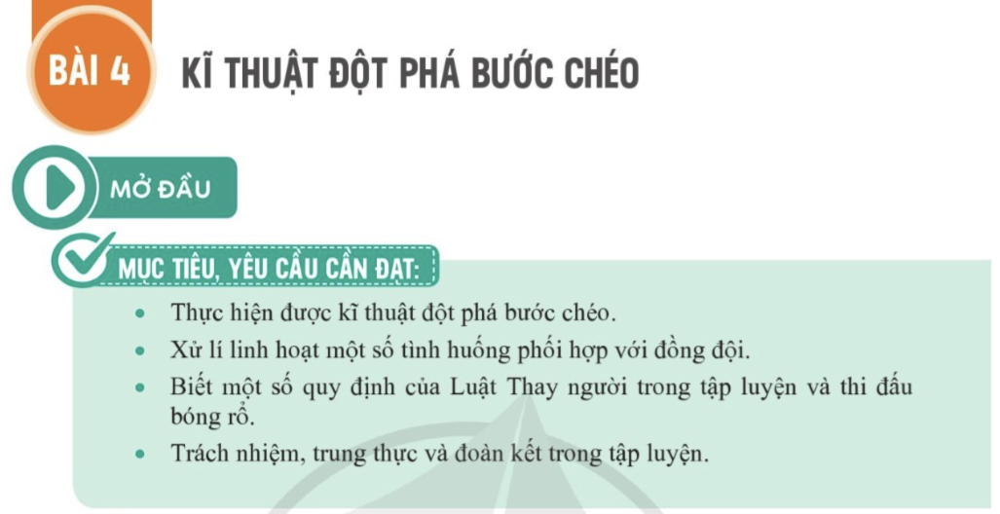 BÀI 4
KĨ THUẬT ĐỘT PHÁ BƯỚC CHÉO
MỞ ĐẦU
MỤC TIÊU, YÊU CẦU CẦN ĐẠT:
• Thực hiện được kĩ thuật đột phá bước chéo.
• Xử lí linh hoạt một số tình huống phối hợp với đồng đội.
• Biết một số quy định của Luật Thay người trong tập luyện và thi đấu
bóng rổ.
• Trách nhiệm, trung thực và đoàn kết trong tập luyện.